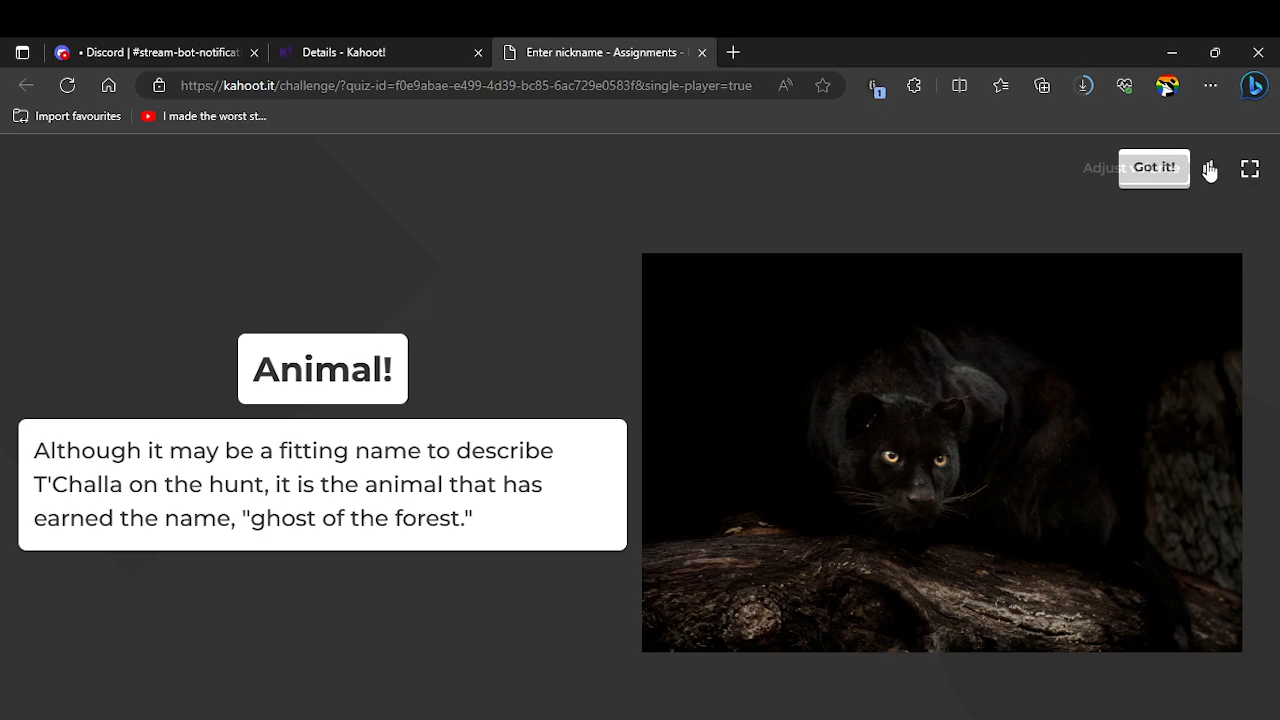 • Discord | #stream-bot-notificat
Details - Kahoot!
Enter nickname - Assignments -
https://kahoot.it/challenge/?quiz-id=f0e9abae-e499-4d39-bc85-6ac729e0583f&single-player=true
1
Import favourites
I made the worst st...
Adjust
Got it!
Animal!
Although it may be a fitting name to describe
T'Challa on the hunt, it is the animal that has
earned the name, "ghost of the forest."